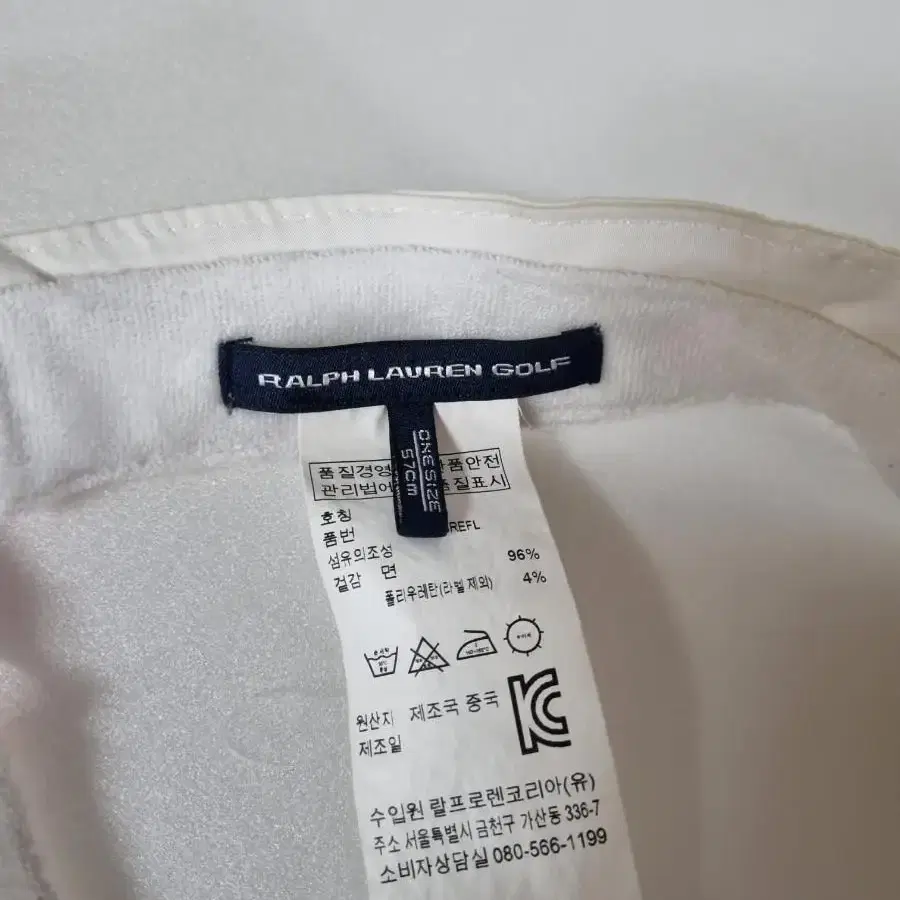 RALPH LAUREN GOLF
ONE SIZE
57cm
품질경영 품안전
관리법어 질표시
호칭
품번 REFL
섬유의조성
겉감 면 96%
폴리우레탄(라벨 제외) 4%
원산지 제조국 중국
제조일
수입원 랄프로렌코리아(유)
주소 서울특별시 금천구 가산동 336-7
소비자상담실 080-566-1199